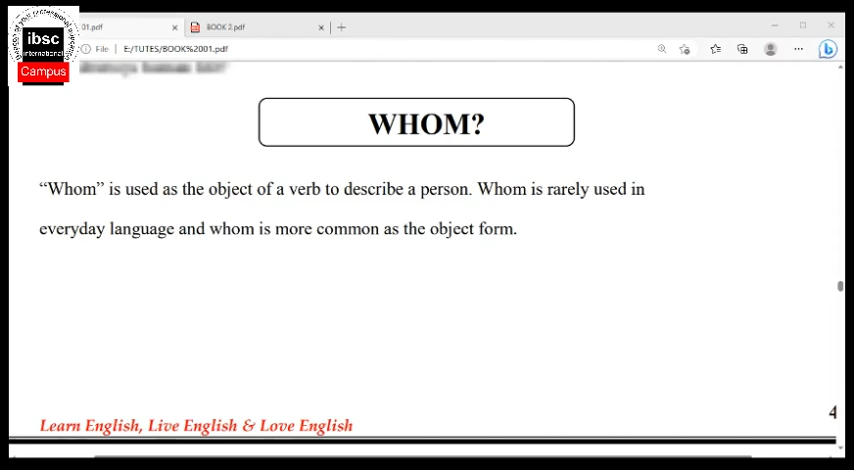 ibsc
international
Campus
01.pdf
BOOK 2.pdf
File
E:/TUTES/BOOK%2001.pdf
WHOM?
“Whom” is used as the object of a verb to describe a person. Whom is rarely used in
everyday language and whom is more common as the object form.
4
Learn English, Live English & Love English